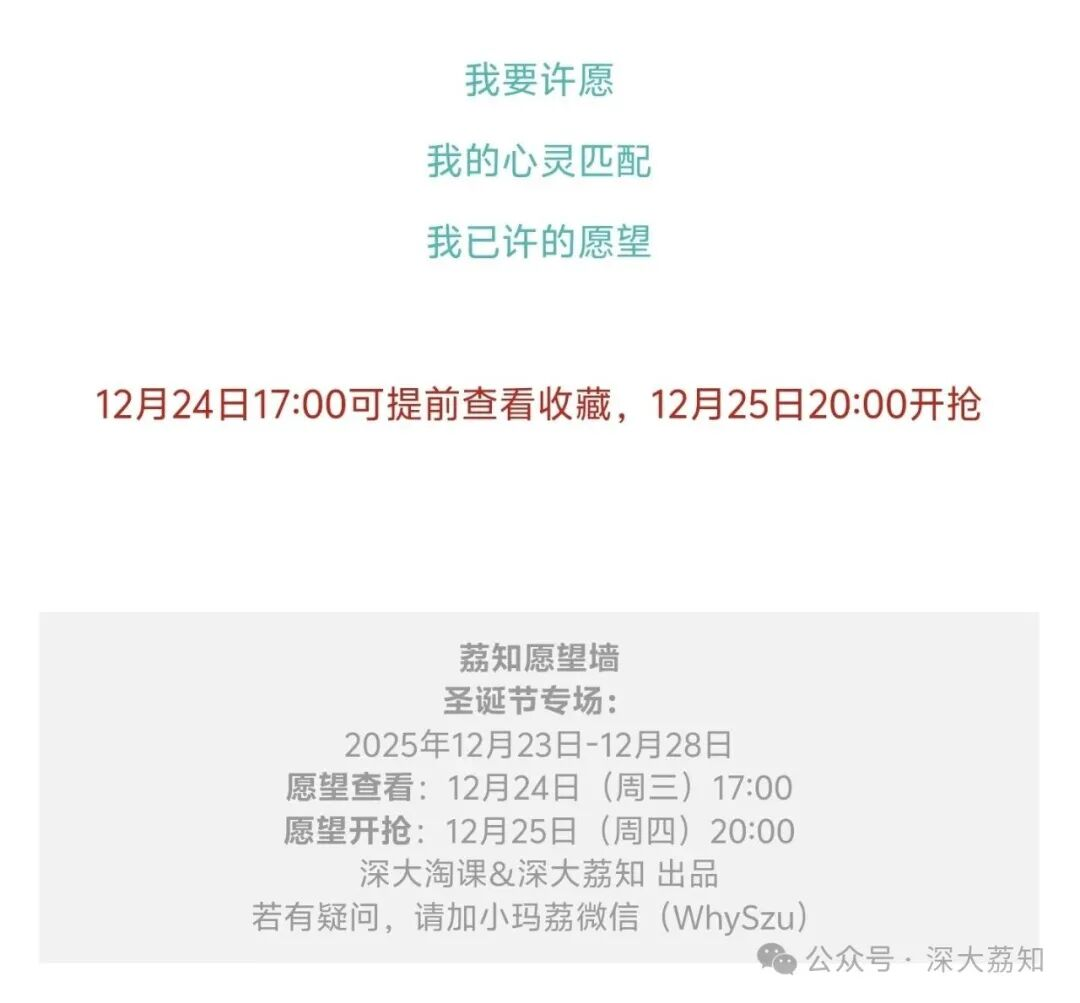 我要许愿
我的心灵匹配
我已许的愿望
12月24日17:00可提前查看收藏，12月25日20:00开抢
荔知愿望墙
圣诞节专场：
2025年12月23日-12月28日
愿望查看：12月24日（周三）17:00
愿望开抢：12月25日（周四）20:00
深大淘课&深大荔知 出品
若有疑问，请加小玛荔微信（WhySzu）
公众号 · 深大荔知